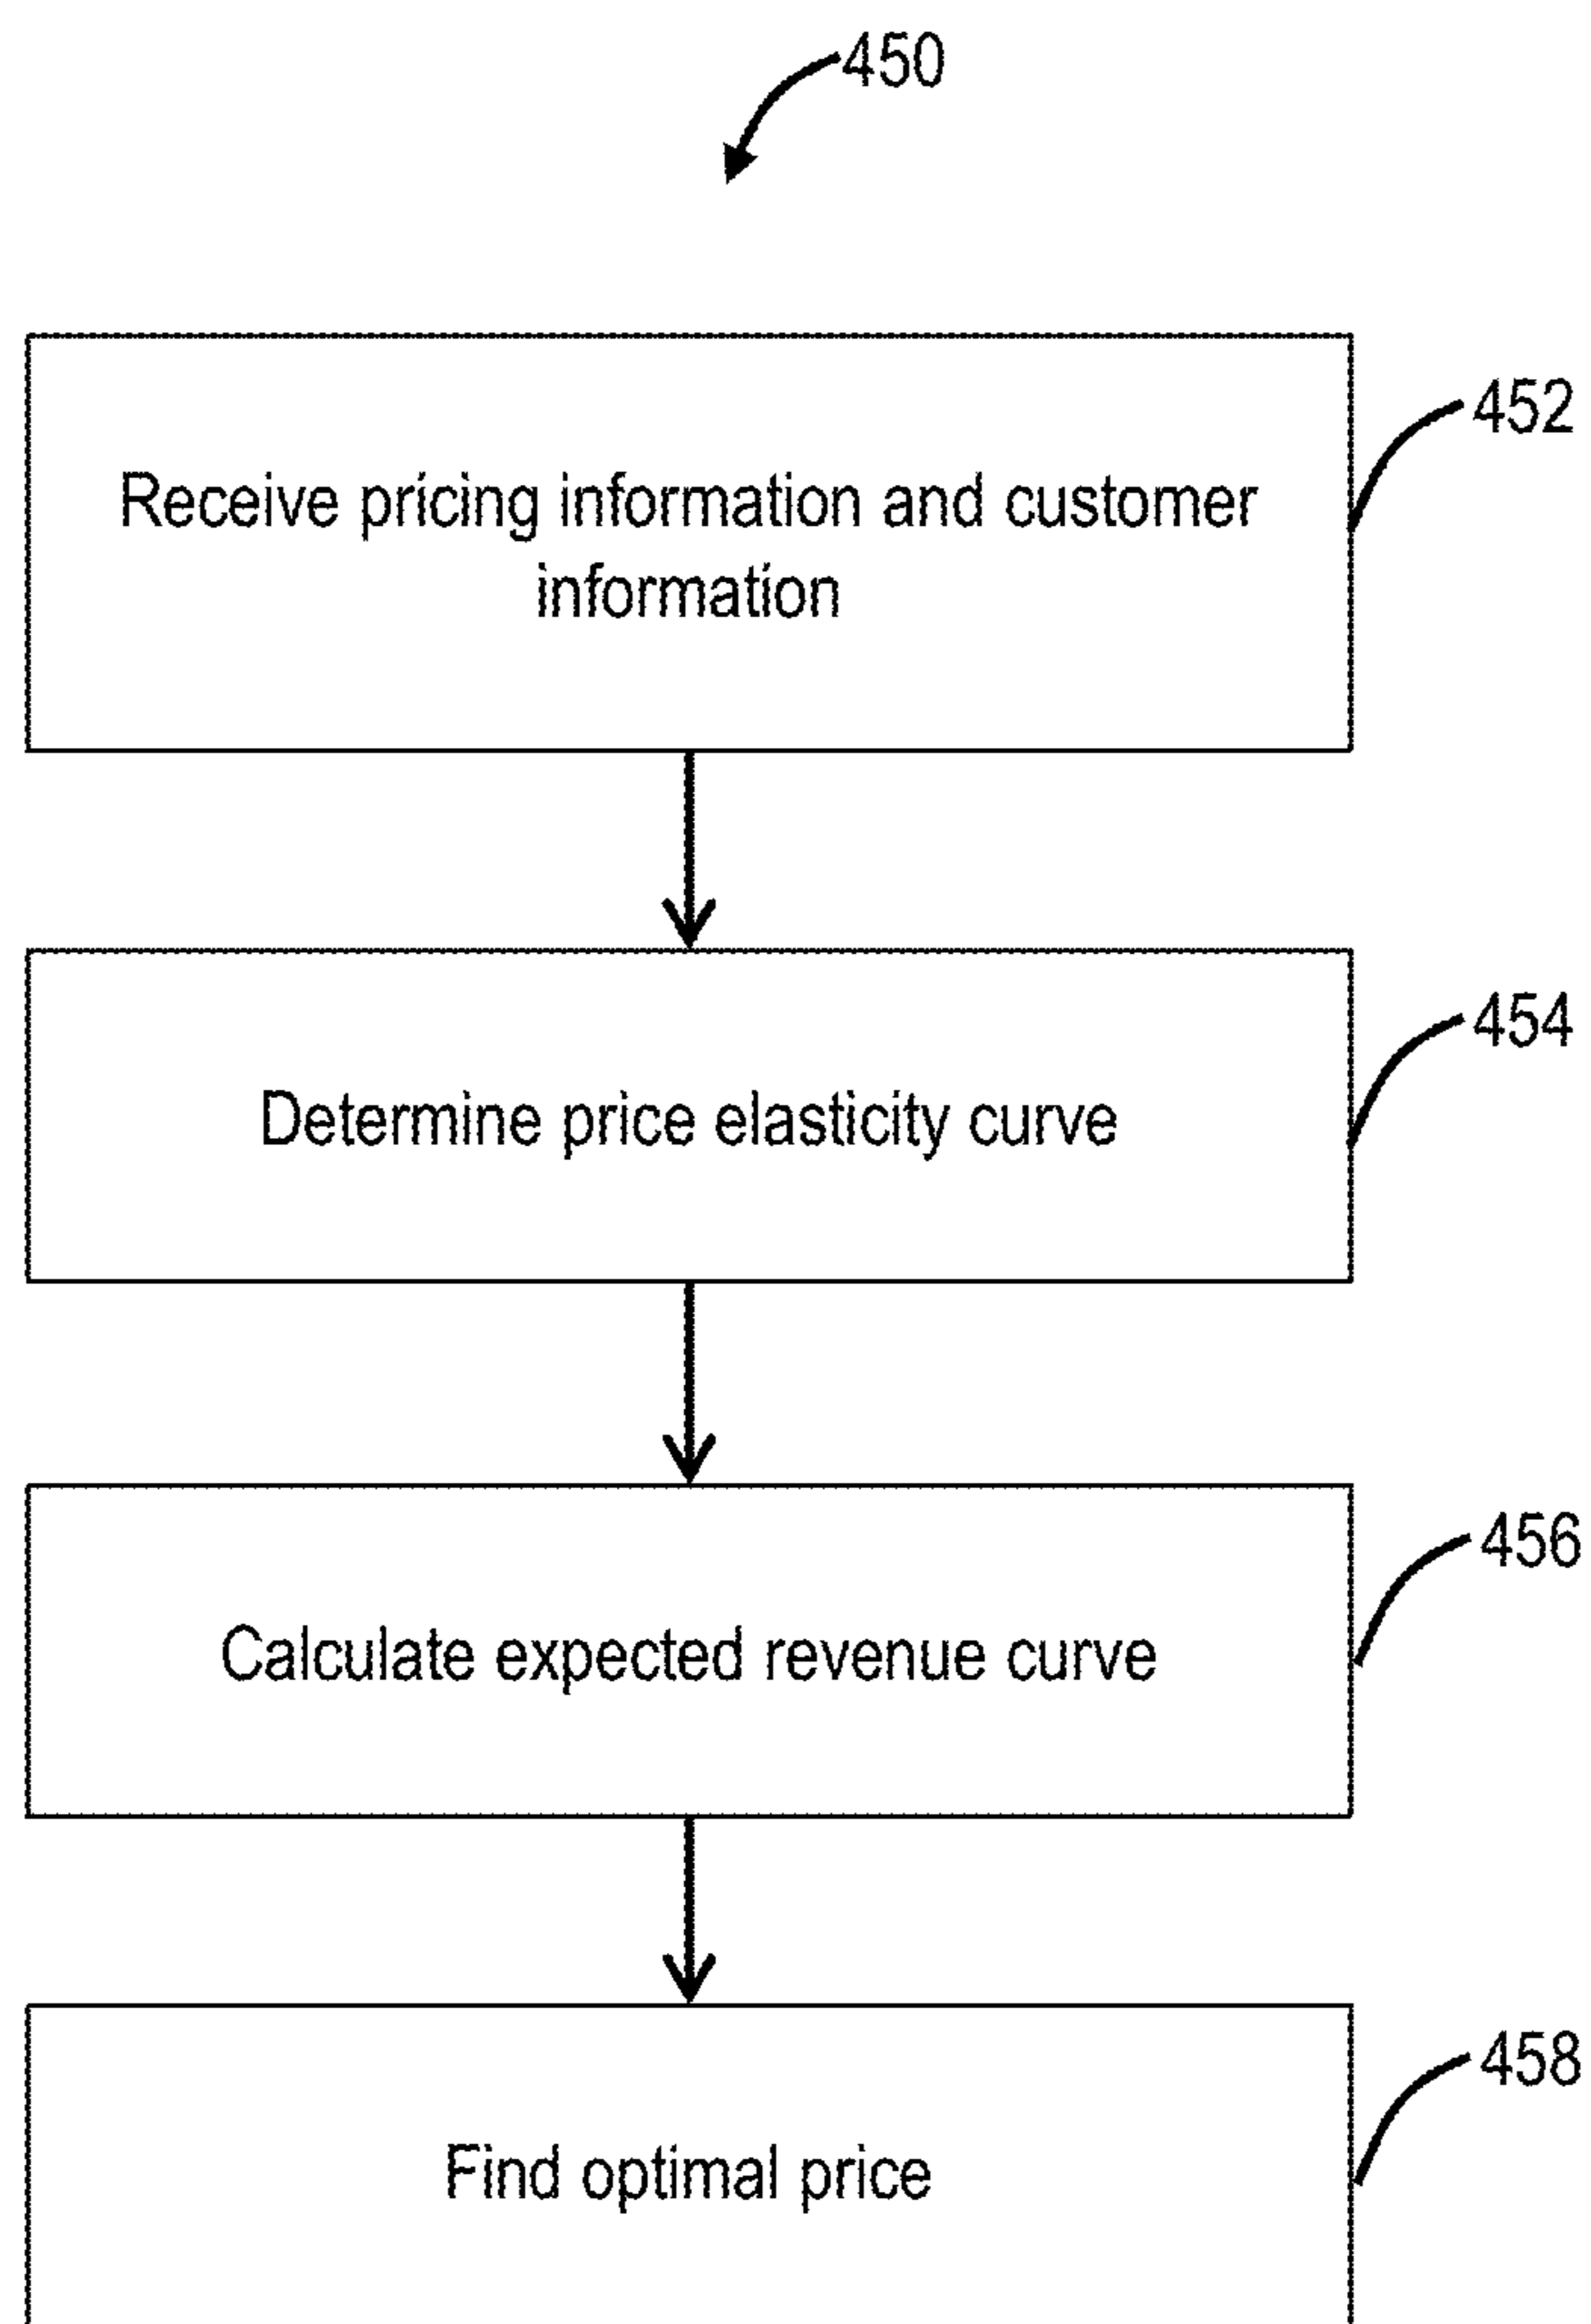 450
452
Receive pricing information and customer
information
454
Determine price elasticity curve
456
Calculate expected revenue curve
458
Find optimal price